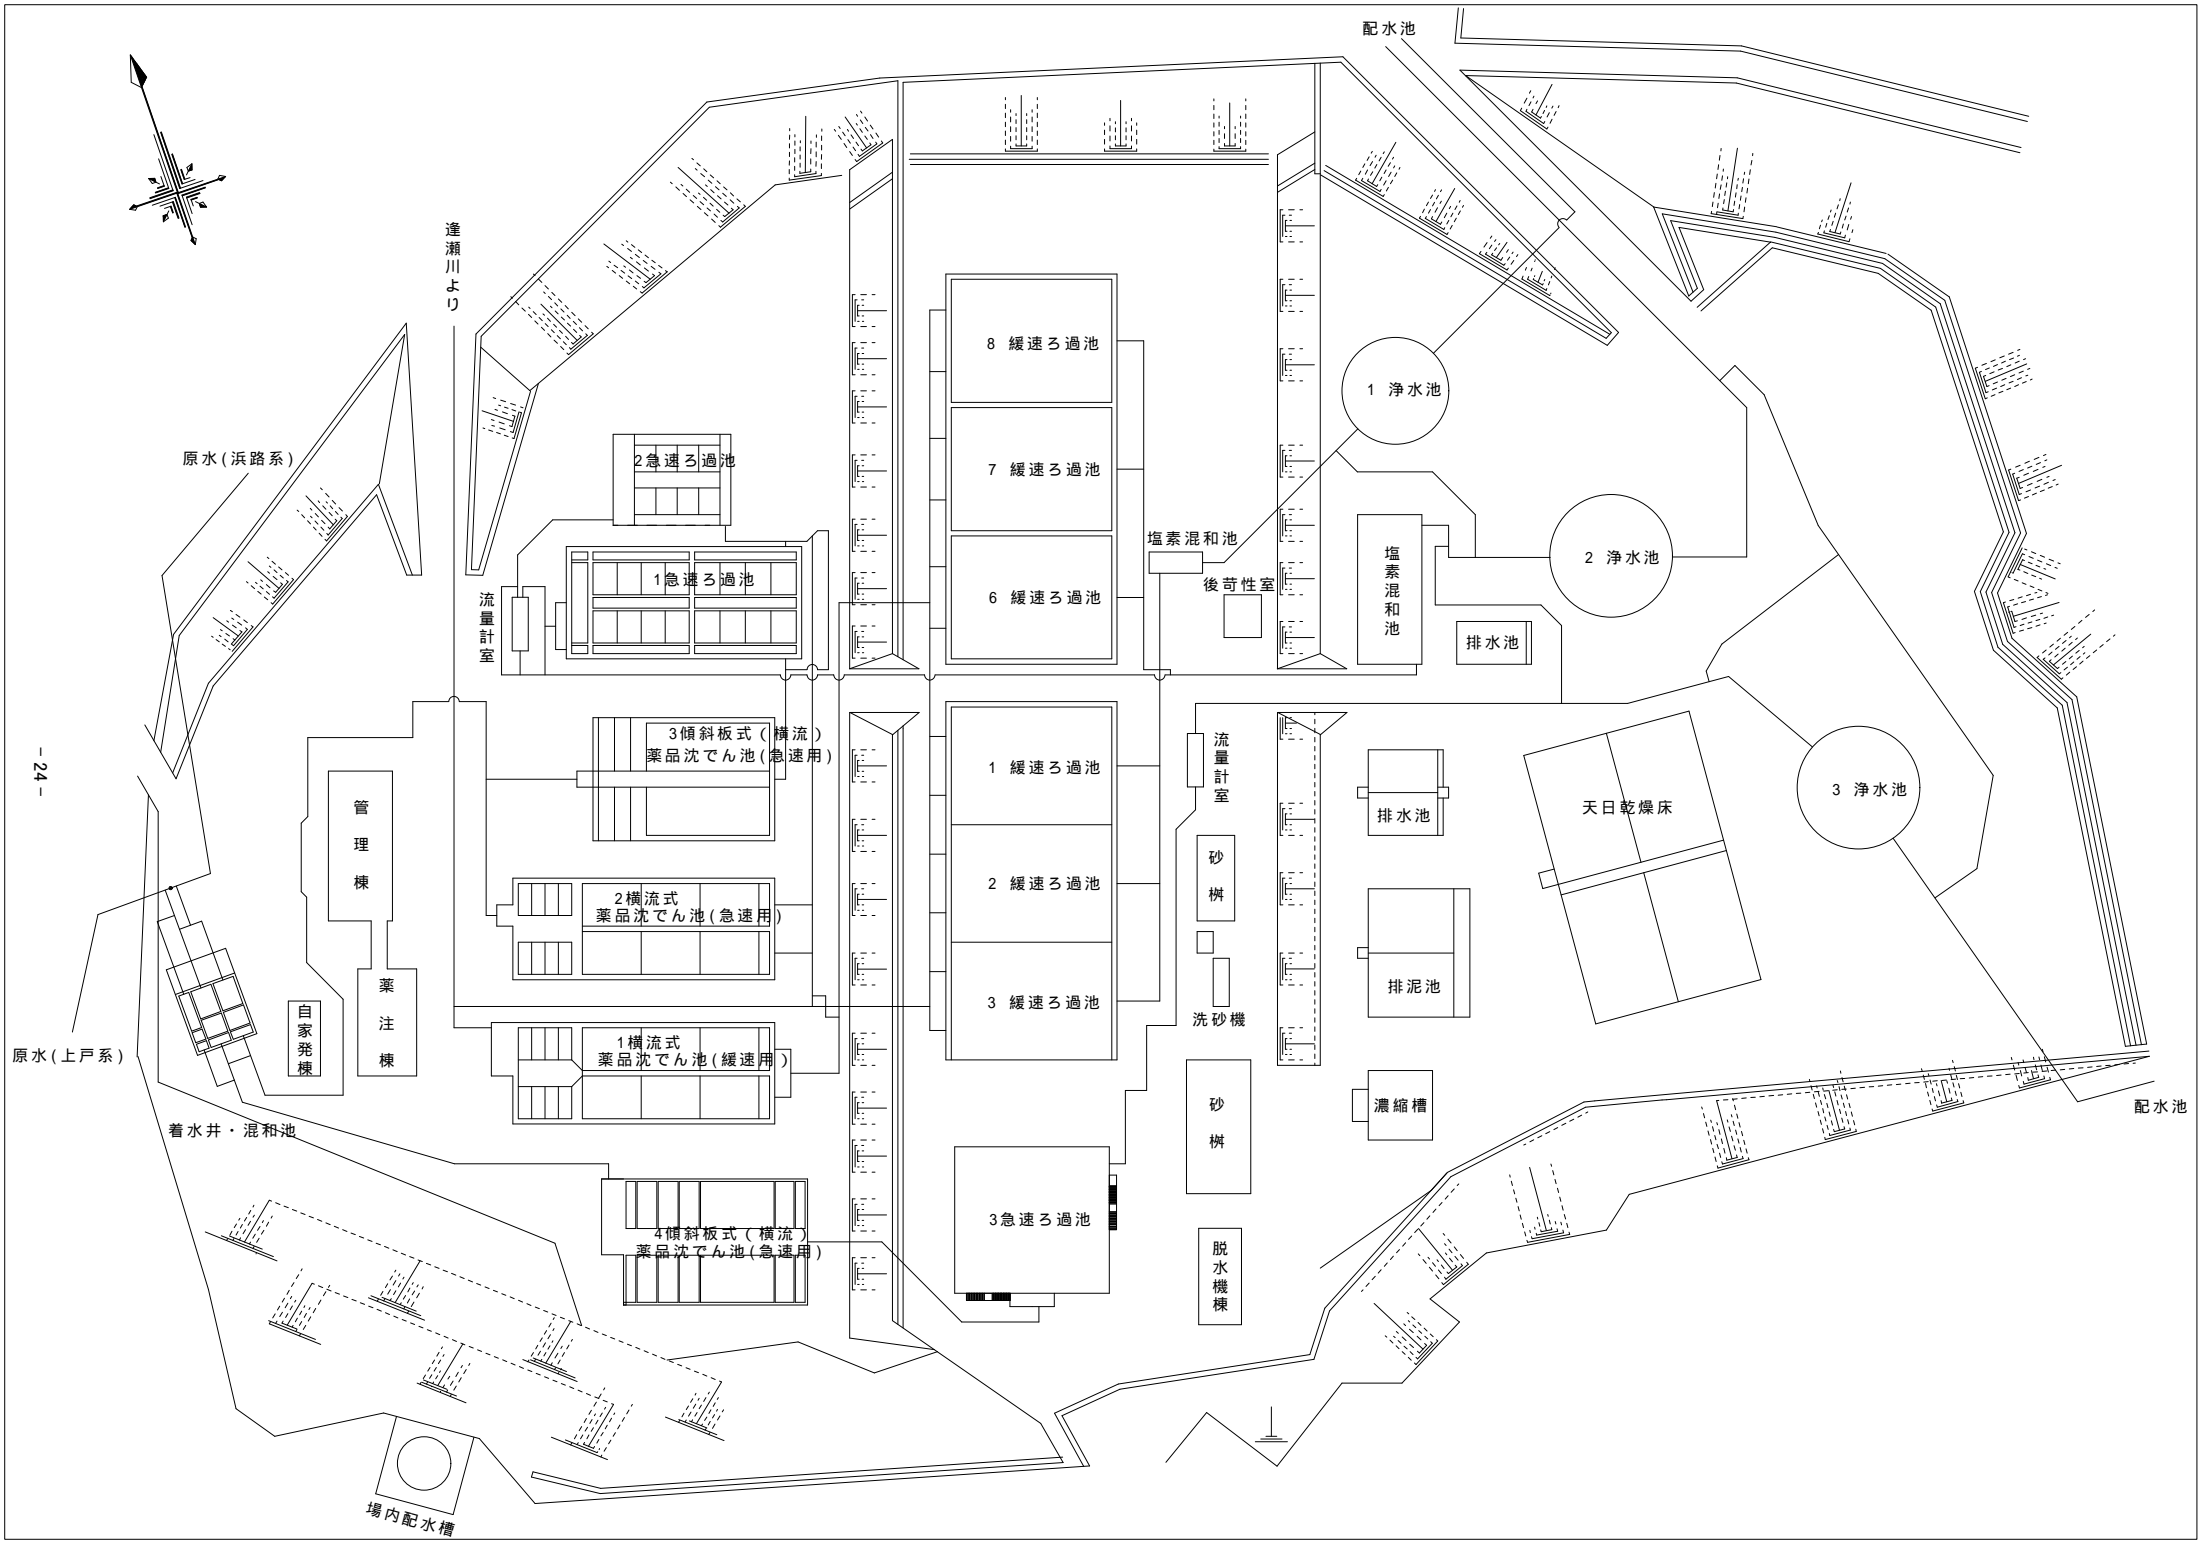 配水池
逢瀬川より
原水(浜路系)
8 緩速ろ過池
1 浄水池
2急速ろ過池
7 緩速ろ過池
塩素混和池
1急速ろ過池
後苛性室
6 緩速ろ過池
流量計室
塩素混和池
2 浄水池
排水池
3傾斜板式(横流)
薬品沈でん池(急速用)
1 緩速ろ過池
流量計室
排水池
天日乾燥床
3 浄水池
管理棟
2横流式
薬品沈でん池(急速用)
2 緩速ろ過池
砂桝
排泥池
薬注棟
自家発棟
3 緩速ろ過池
洗砂機
1横流式
薬品沈でん池(緩速用)
原水(上戸系)
着水井・混和池
砂桝
濃縮槽
配水池
4傾斜板式(横流)
薬品沈でん池(急速用)
3急速ろ過池
脱水機棟
場内配水槽
-24-